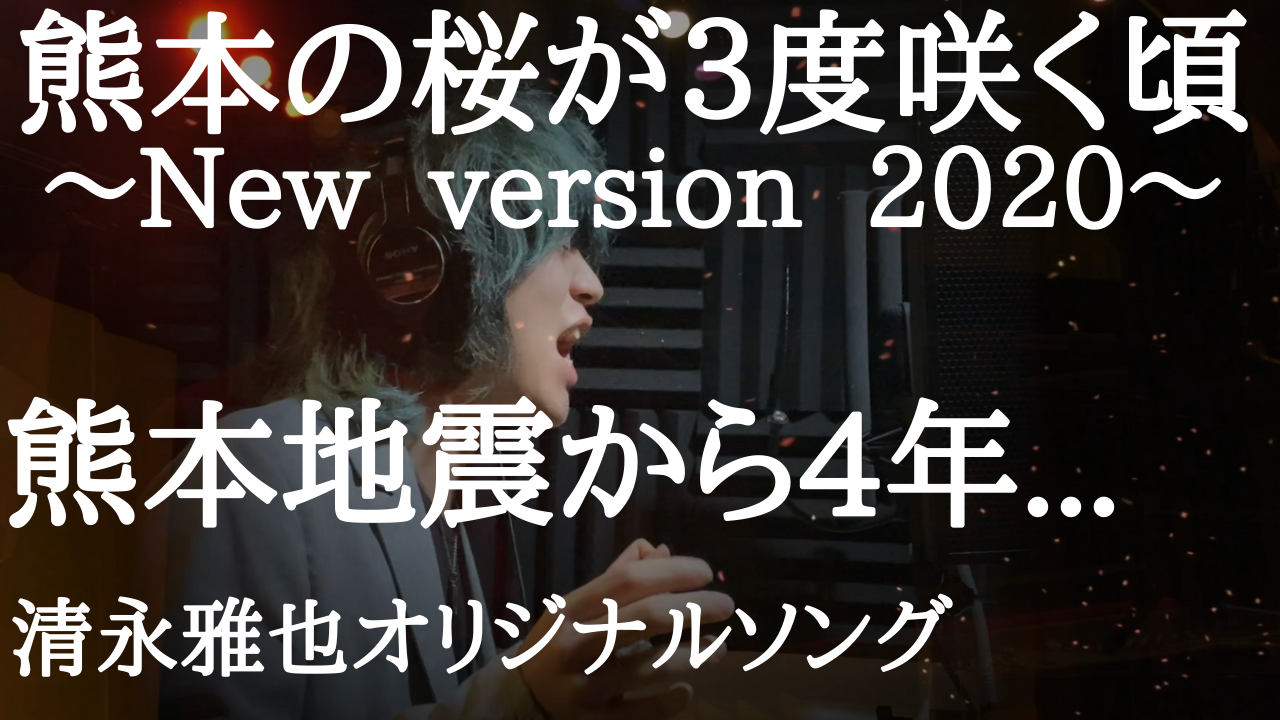 熊本の桜が3度咲く頃
～New version 2020～
SONY
熊本地震から4年...
清永雅也オリジナルソング